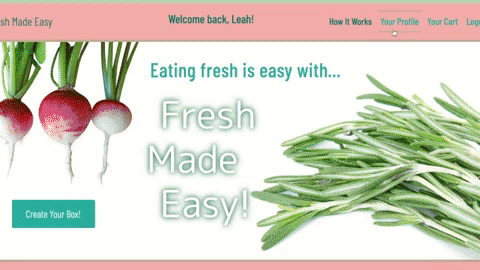 sh Made Easy
Welcome back, Leah!
How It Works
Your Profile
Your Cart
Logo
Eating fresh is easy with...
Fresh
Made
Easy!
Create Your Box!